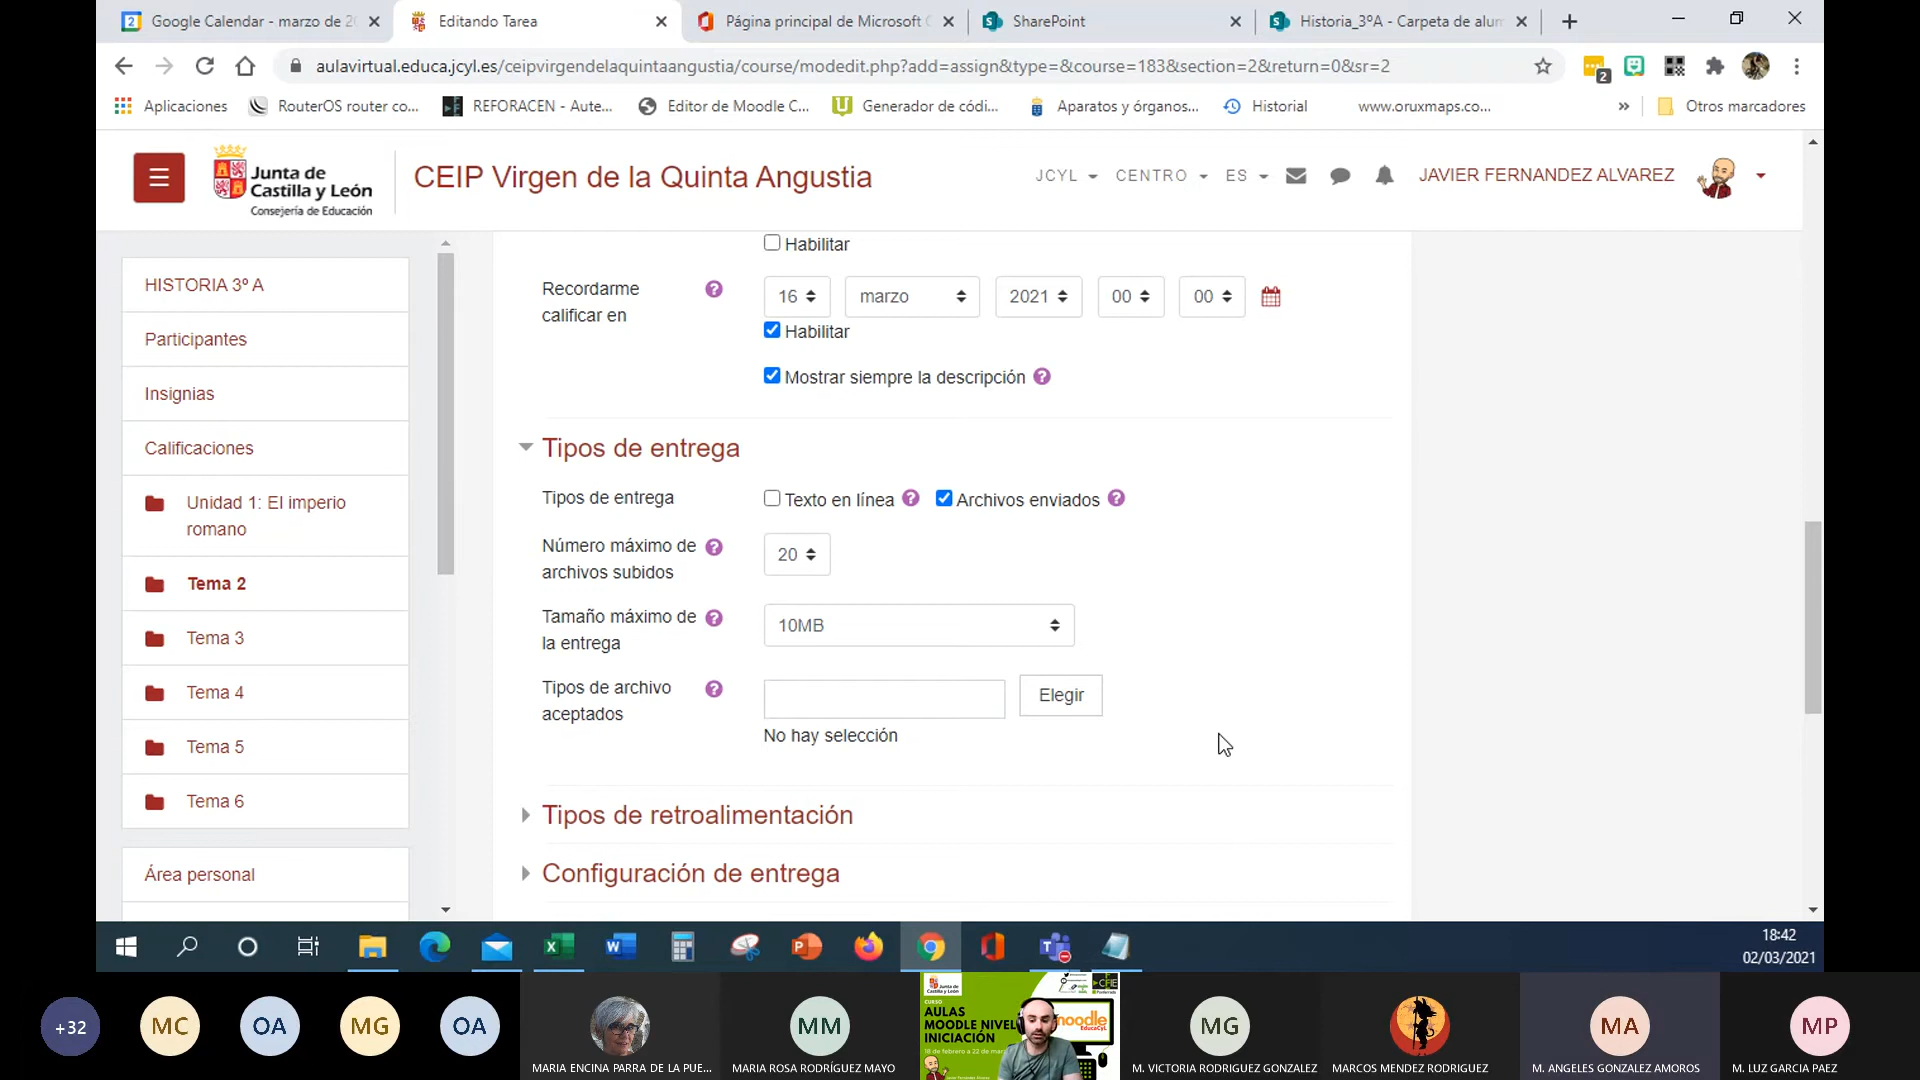 Google Calendar - marzo de 2
Editando Tarea
Página principal de Microsoft
SharePoint
Historia_3ºA - Carpeta de alum
aulavirtual.educa.jcyl.es/ceipvirgendelaquintaangustia/course/modedit.php?add=assign&type=&course=183&section=2&return=0&sr=2
2
Aplicaciones
RouterOS router co...
REFORACEN - Aute...
Editor de Moodle C...
Generador de códi...
Aparatos y órganos...
Historial
www.oruxmaps.co...
»
Otros marcadores
Junta de
Castilla y León
Consejería de Educación
CEIP Virgen de la Quinta Angustia
JCYL
CENTRO
ES
JAVIER FERNANDEZ ALVAREZ
HISTORIA 3º A
Participantes
Insignias
Calificaciones
Unidad 1: El imperio
romano
Tema 2
Tema 3
Tema 4
Tema 5
Tema 6
Área personal
Habilitar
Recordarme
calificar en
16 marzo 2021 00 00
Habilitar
Mostrar siempre la descripción
Tipos de entrega
Tipos de entrega
Texto en línea
Archivos enviados
Número máximo de
archivos subidos
20
Tamaño máximo de
la entrega
10MB
Tipos de archivo
aceptados
Elegir
No hay selección
Tipos de retroalimentación
Configuración de entrega
18:42
02/03/2021
+32
MC
OA
MG
OA
MARIA ENCINA PARRA DE LA PUE...
MM
MARIA ROSA RODRÍGUEZ MAYO
Junta de
Castilla y León
CFIE
CURSO
AULAS
MOODLE NIVEL
INICIACIÓN
moodle
EducaCyL
MG
M. VICTORIA RODRIGUEZ GONZALEZ
MARCOS MENDEZ RODRIGUEZ
MA
M. ANGELES GONZALEZ AMOROS
MP
M. LUZ GARCIA PAEZ